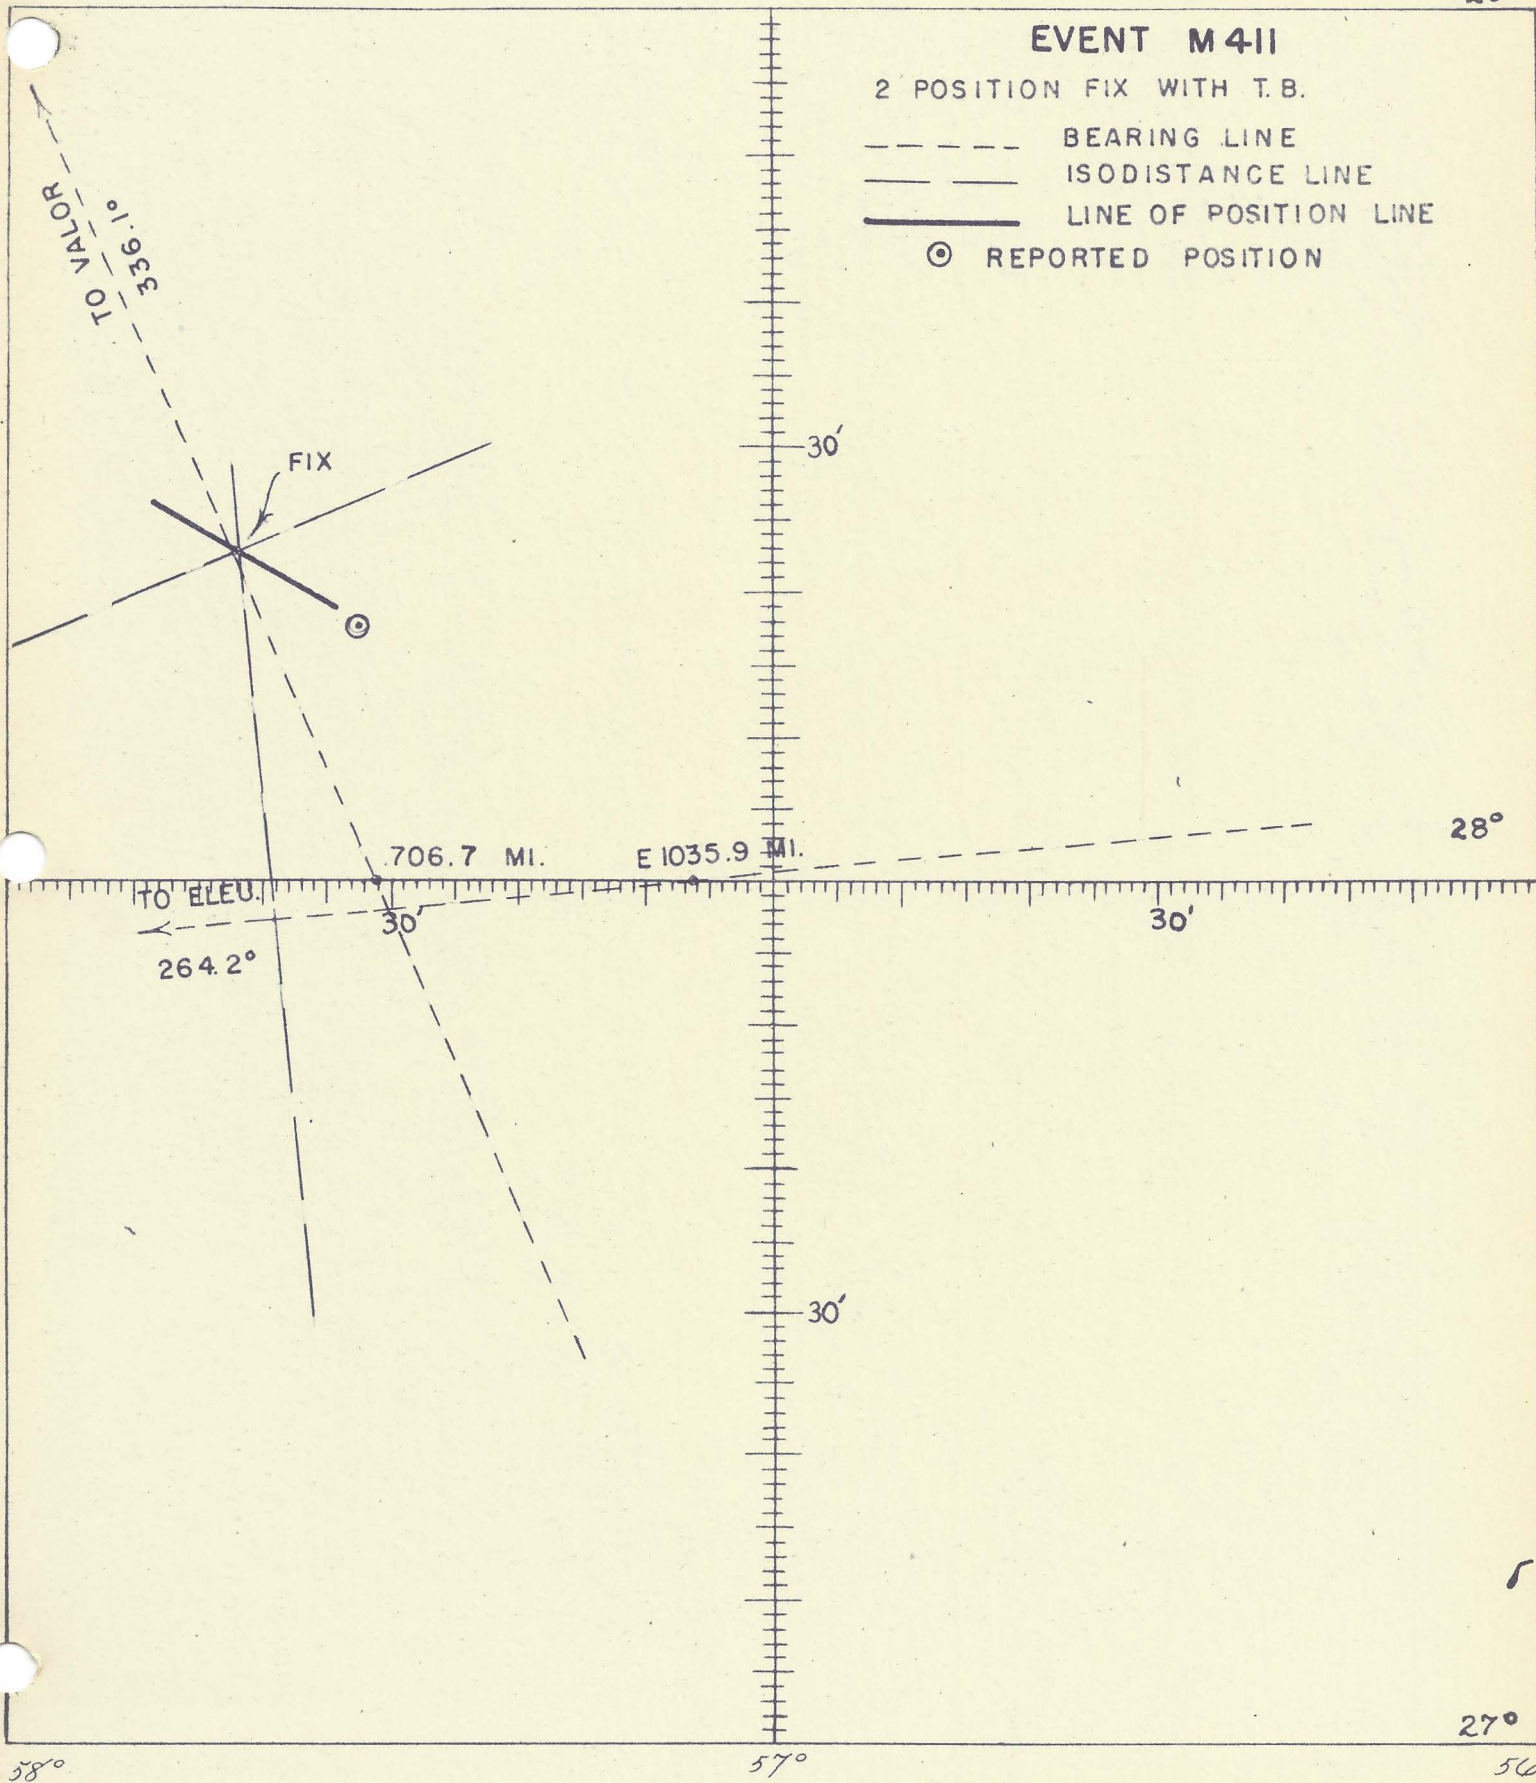 EVENT M 411
2 POSITION FIX WITH T. B.
BEARING LINE
ISODISTANCE LINE
LINE OF POSITION LINE
REPORTED POSITION
TO VALOR
336.1°
30'
FIX
28°
706.7 MI.
E 1035.9 MI.
TO ELEU.
30'
30'
264.2°
30'
27°
58°
57°